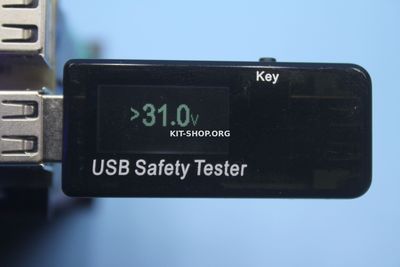 Key
>31.0v
KIT-SHOP.ORG
USB Safety Tester